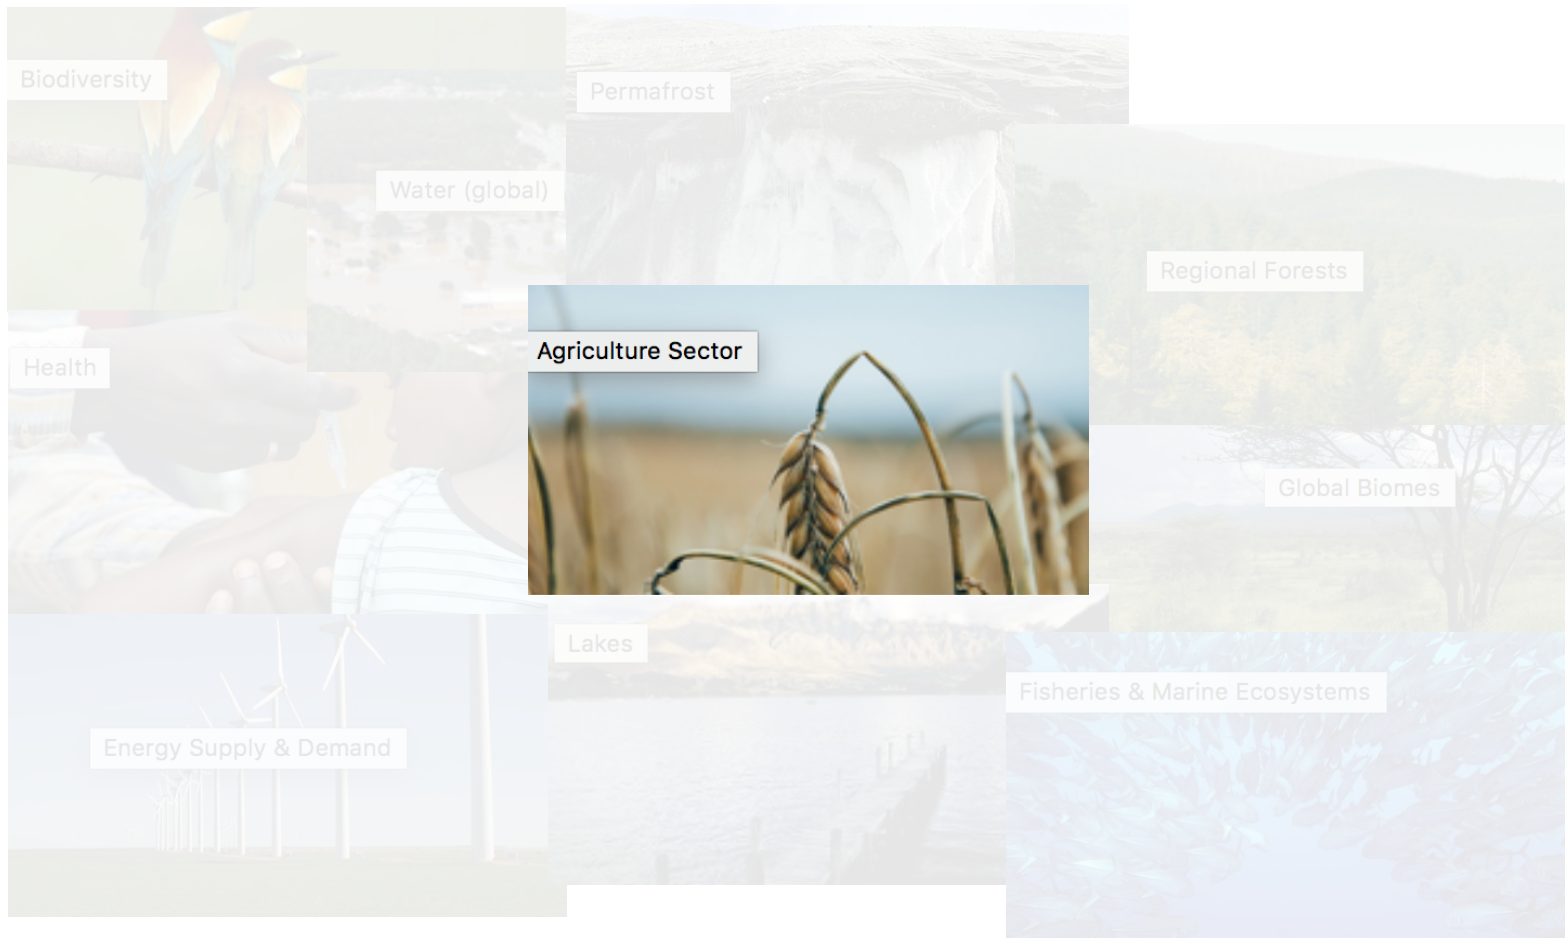 Biodiversity
Permafrost
Water (global)
Regional Forests
Agriculture Sector
Health
Global Biomes
Lakes
Fisheries & Marine Ecosystems
Energy Supply & Demand